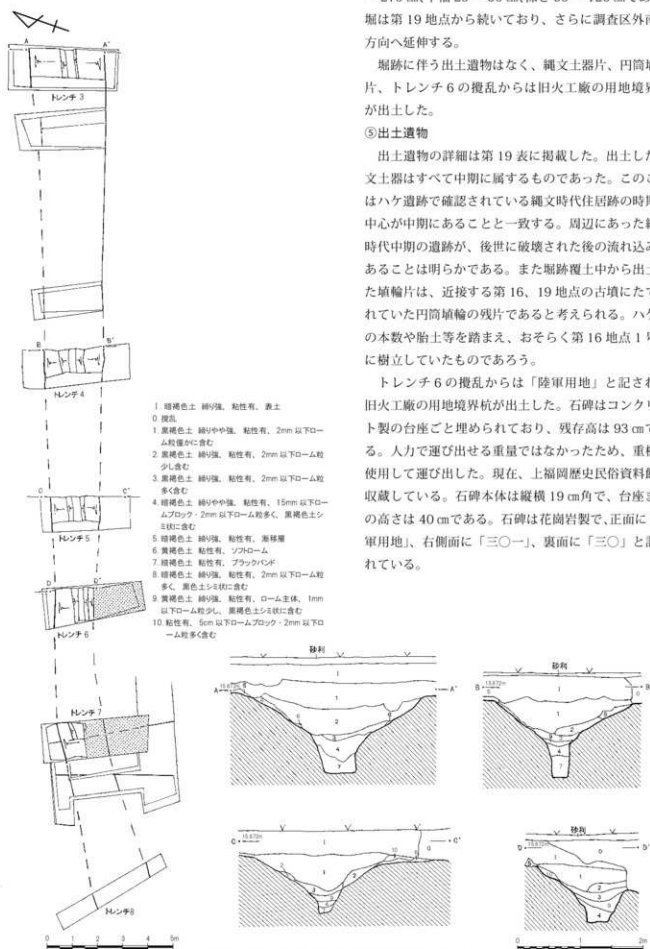 堀は第 19 地点から続いており、さらに調査区外南
方向へ延伸する。
堀跡に伴う出土遺物はなく、縄文土器片、円筒埴
片、トレンチ 6 の攪乱からは旧火工廠の用地境界
が出土した。
⑤出土遺物
出土遺物の詳細は第 19 表に掲載した。出土した
文土器はすべて中期に属するものであった。このこ
はハケ遺跡で確認されている縄文時代住居跡の時期
中心が中期にあることと一致する。周辺にあった縄
時代中期の遺跡が、後世に破壊された後の流れ込み
あることは明らかである。また堀跡覆土中から出土
た埴輪片は、近接する第 16、19 地点の古墳にたて
れていた円筒埴輪の残片であると考えられる。ハケ
の本数や胎土等を踏まえ、おそらく第 16 地点 1 号
に樹立していたものであろう。
トレンチ 6 の攪乱からは「陸軍用地」と記され
旧火工廠の用地境界杭が出土した。石碑はコンクリ
ト製の台座ごと埋められており、残存高は 93 ㎝で
る。人力で運び出せる重量ではなかったため、重機
使用して運び出した。現在、上福岡歴史民俗資料館
収蔵している。石碑本体は縦横 19 ㎝角で、台座ま
の高さは 40 ㎝である。石碑は花崗岩製で、正面に「
軍用地」、右側面に「三〇一」、裏面に「三〇」と記
れている。
A A'
トレンチ 3
B B'
トレンチ 4
C C'
トレンチ 5
D D'
トレンチ 6
トレンチ 7
トレンチ8
0 1 2 4 5m
Ⅰ. 暗褐色土 締り強、粘性有、表土
0. 攪乱
1. 黒褐色土 締りやや強、粘性有、2mm 以下ロー
ム粒僅かに含む
2. 黒褐色土 締り強、粘性有、2mm 以下ローム粒
少し含む
3. 黒褐色土 締り強、粘性有、2mm 以下ローム粒
多く含む
4. 暗褐色土 締りやや強、粘性有、15mm 以下ロー
ムブロック・2mm 以下ローム粒多く、黒褐色土シ
ミ状に含む
5. 暗褐色土 締り強、粘性有、漸移層
6. 黄褐色土 粘性有、ソフトローム
7. 暗褐色土 粘性有、ブラックバンド
8. 暗褐色土 締り強、粘性有、2mm 以下ローム粒
多く、黒色土シミ状に含む
9. 黄褐色土 締り強、粘性有、ローム主体、1mm
以下ローム粒少し、黒褐色土シミ状に含む
10. 粘性有、5cm 以下ロームブロック・2mm 以下ロ
ーム粒多く含む
砂利
15.872m
A A'
Ⅰ
1
2
4
7
砂利
15.872m
B B'
Ⅰ
1
2
4
7
15.872m
C C'
Ⅰ
1
2
10
0
砂利
15.872m
D D'
Ⅰ
0
1
2
3
4
0 1 2m